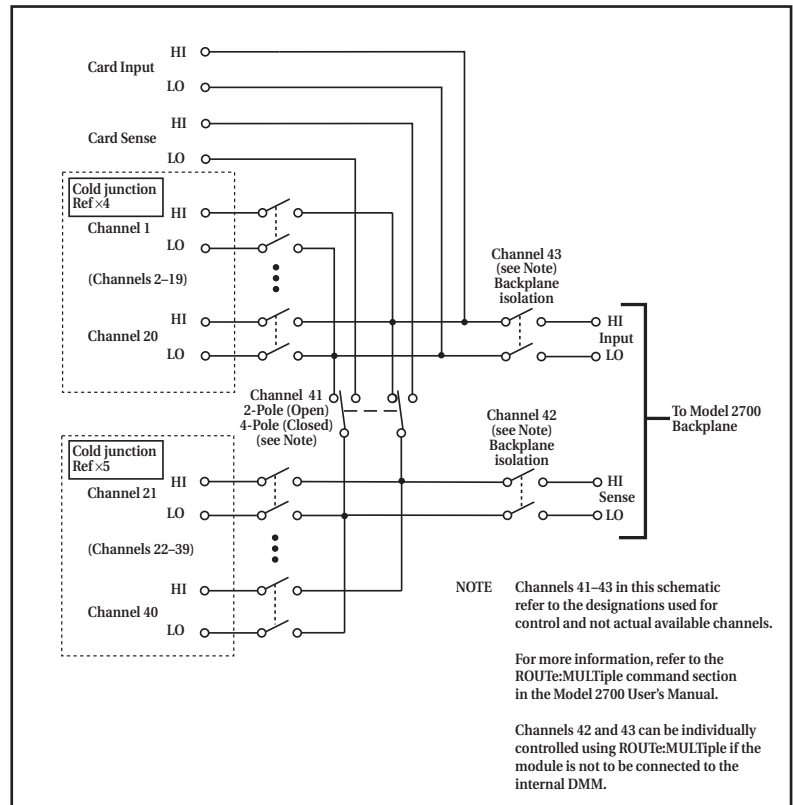 HI
Card Input
LO
HI
Card Sense
LO
Cold junction
Ref ×4
HI
Channel 1
LO
(Channels 2–19)
HI
Channel 20
LO
Channel 43
(see Note)
Backplane
isolation
HI
Input
LO
Channel 41
2-Pole (Open)
4-Pole (Closed)
(see Note)
To Model 2700
Backplane
Channel 42
(see Note)
Backplane
isolation
HI
Sense
LO
Cold junction
Ref ×5
HI
Channel 21
LO
(Channels 22–39)
HI
Channel 40
LO
NOTE Channels 41–43 in this schematic
refer to the designations used for
control and not actual available channels.
For more information, refer to the
ROUTe:MULTiple command section
in the Model 2700 User's Manual.
Channels 42 and 43 can be individually
controlled using ROUTe:MULTiple if the
module is not to be connected to the
internal DMM.